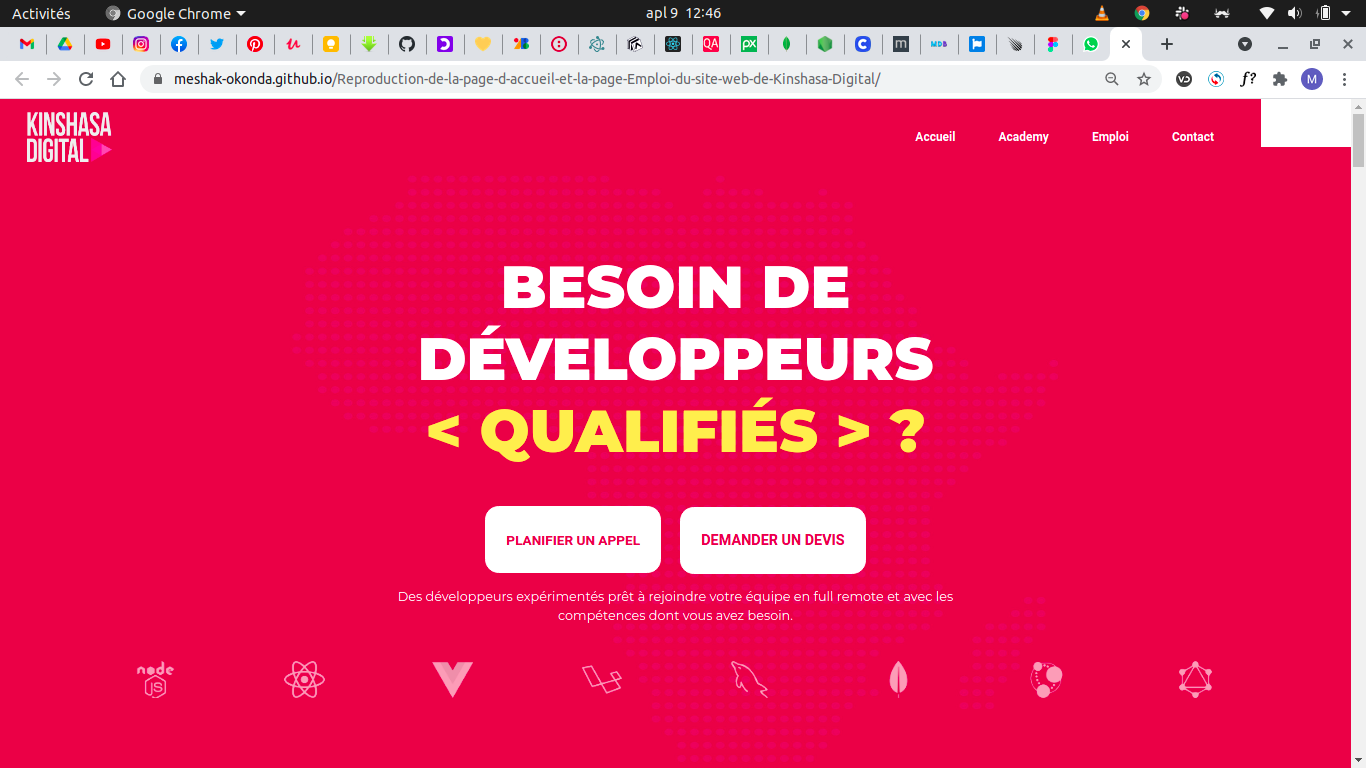 Activités
Google Chrome
apl 9 12:46
QA
PX
m
MDB
meshak-okonda.github.io/Reproduction-de-la-page-d-accueil-et-la-page-Emploi-du-site-web-de-Kinshasa-Digital/
f?
M
KINSHASA
DIGITAL
Accueil
Academy
Emploi
Contact
BESOIN DE
DÉVELOPPEURS
< QUALIFIÉS > ?
PLANIFIER UN APPEL
DEMANDER UN DEVIS
Des développeurs expérimentés prêt à rejoindre votre équipe en full remote et avec les
compétences dont vous avez besoin.
node
JS